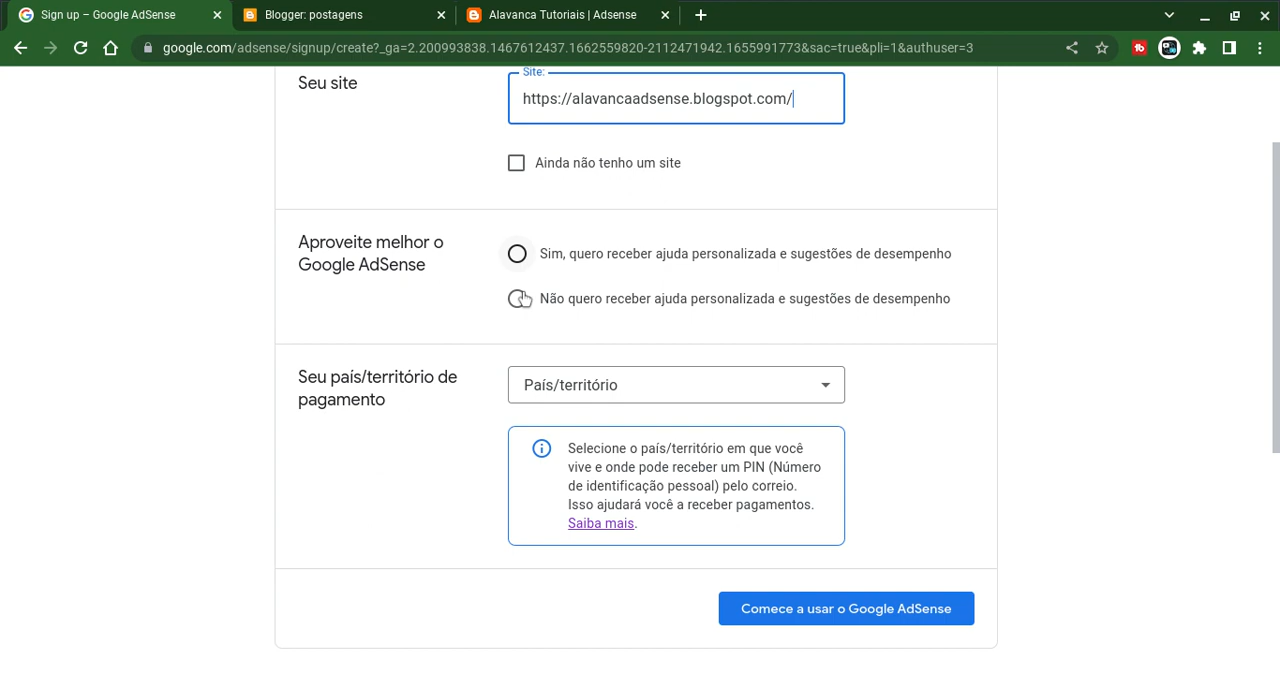 Sign up – Google AdSense
Blogger: postagens
Alavanca Tutoriais | Adsense
google.com/adsense/signup/create?_ga=2.200993838.1467612437.1662559820-2112471942.1655991773&sac=true&pli=1&authuser=3
Seu site
Site:
https://alavancaadsense.blogspot.com/
Ainda não tenho um site
Aproveite melhor o
Google AdSense
Sim, quero receber ajuda personalizada e sugestões de desempenho
Não quero receber ajuda personalizada e sugestões de desempenho
Seu país/território de
pagamento
País/território
Selecione o país/território em que você
vive e onde pode receber um PIN (Número
de identificação pessoal) pelo correio.
Isso ajudará você a receber pagamentos.
Saiba mais.
Comece a usar o Google AdSense